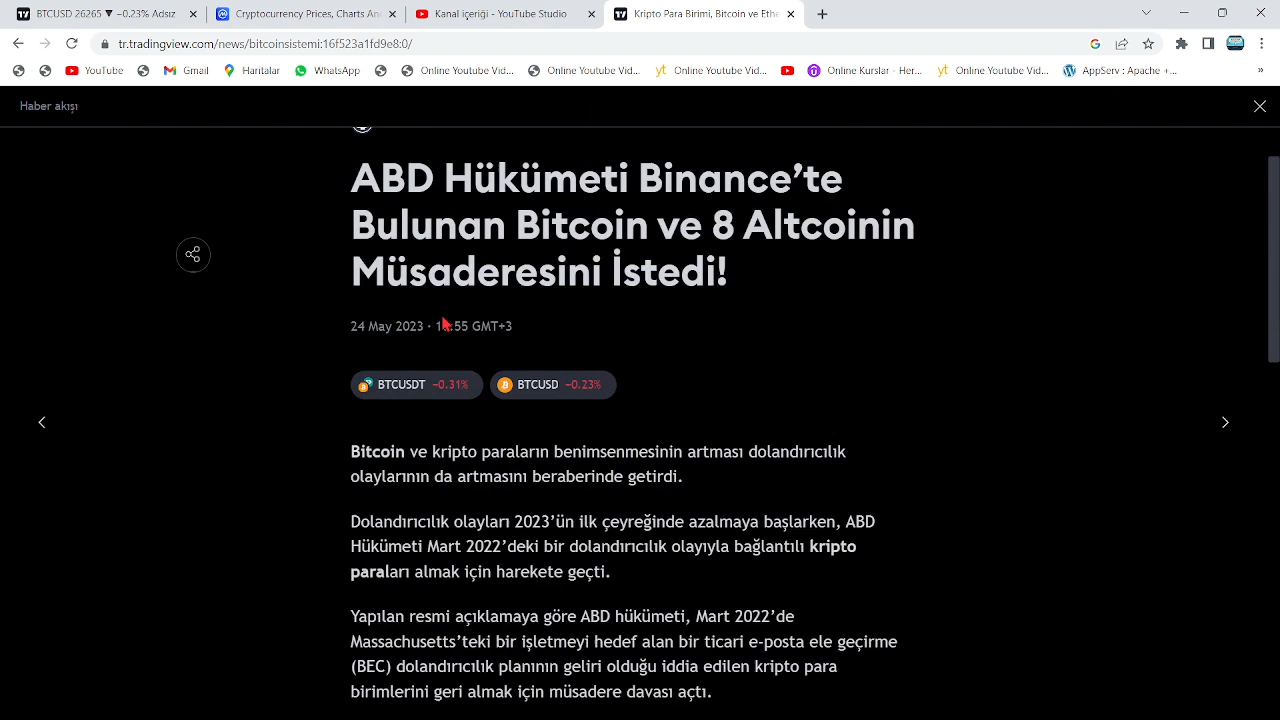 BTCUSD 26265 ▼ −0.23% Adsız
Cryptocurrency Prices, Charts An
Kanal içeriği - YouTube Studio
Kripto Para Birimi, Bitcoin ve Ethe
tr.tradingview.com/news/bitcoinsistemi:16f523a1fd9e8:0/
YouTube
Gmail
Haritalar
WhatsApp
Online Youtube Vid...
Online Youtube Vid...
Online Youtube Vid...
Online Kurslar - Her...
Online Youtube Vid...
AppServ : Apache +...
»
Haber akışı
ABD Hükümeti Binance’te
Bulunan Bitcoin ve 8 Altcoinin
Müsaderesini İstedi!
24 May 2023 · :55 GMT+3
BTCUSDT −0.31%
BTCUSD −0.23%
Bitcoin ve kripto paraların benimsenmesinin artması dolandırıcılık
olaylarının da artmasını beraberinde getirdi.
Dolandırıcılık olayları 2023’ün ilk çeyreğinde azalmaya başlarken, ABD
Hükümeti Mart 2022’deki bir dolandırıcılık olayıyla bağlantılı kripto
paraları almak için harekete geçti.
Yapılan resmi açıklamaya göre ABD hükümeti, Mart 2022’de
Massachusetts’teki bir işletmeyi hedef alan bir ticari e-posta ele geçirme
(BEC) dolandırıcılık planının geliri olduğu iddia edilen kripto para
birimlerini geri almak için müsadere davası açtı.